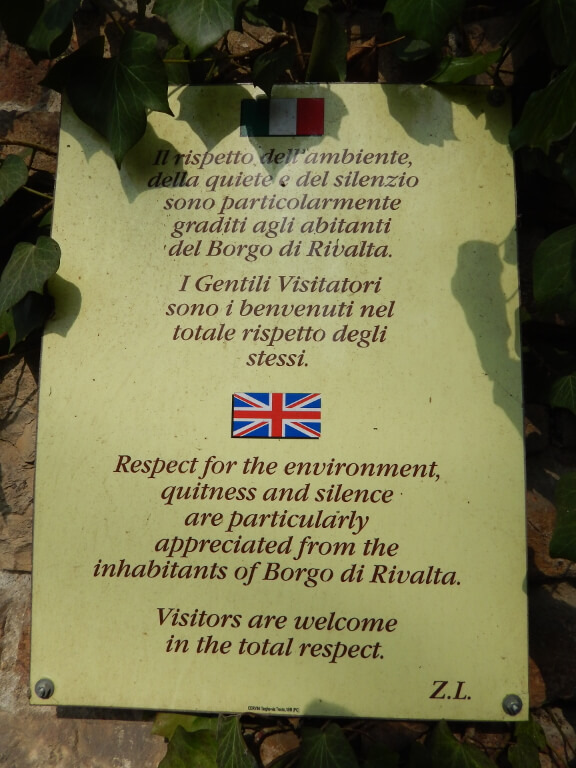 Il rispetto dell'ambiente,
della quiete e del silenzio
sono particolarmente
graditi agli abitanti
del Borgo di Rivalta.
I Gentili Visitatori
sono i benvenuti nel
totale rispetto degli
stessi.
Respect for the environment,
quitness and silence
are particularly
appreciated from the
inhabitants of Borgo di Rivalta.
Visitors are welcome
in the total respect.
Z.L.